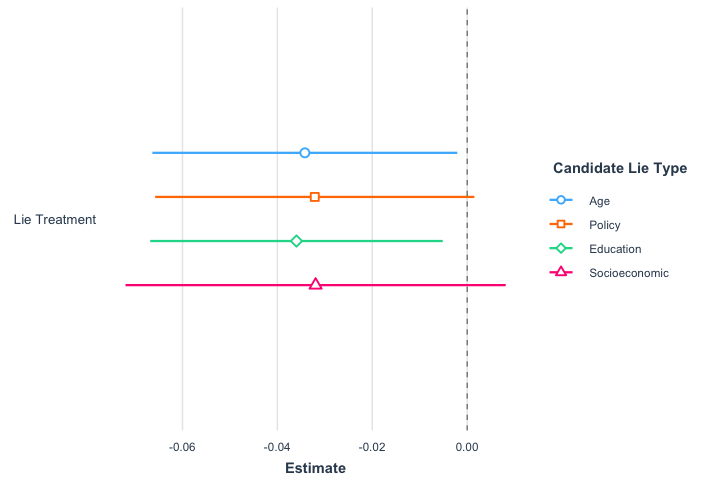 Candidate Lie Type
Age
Policy
Education
Socioeconomic
Lie Treatment
-0.06
-0.04
-0.02
0.00
Estimate